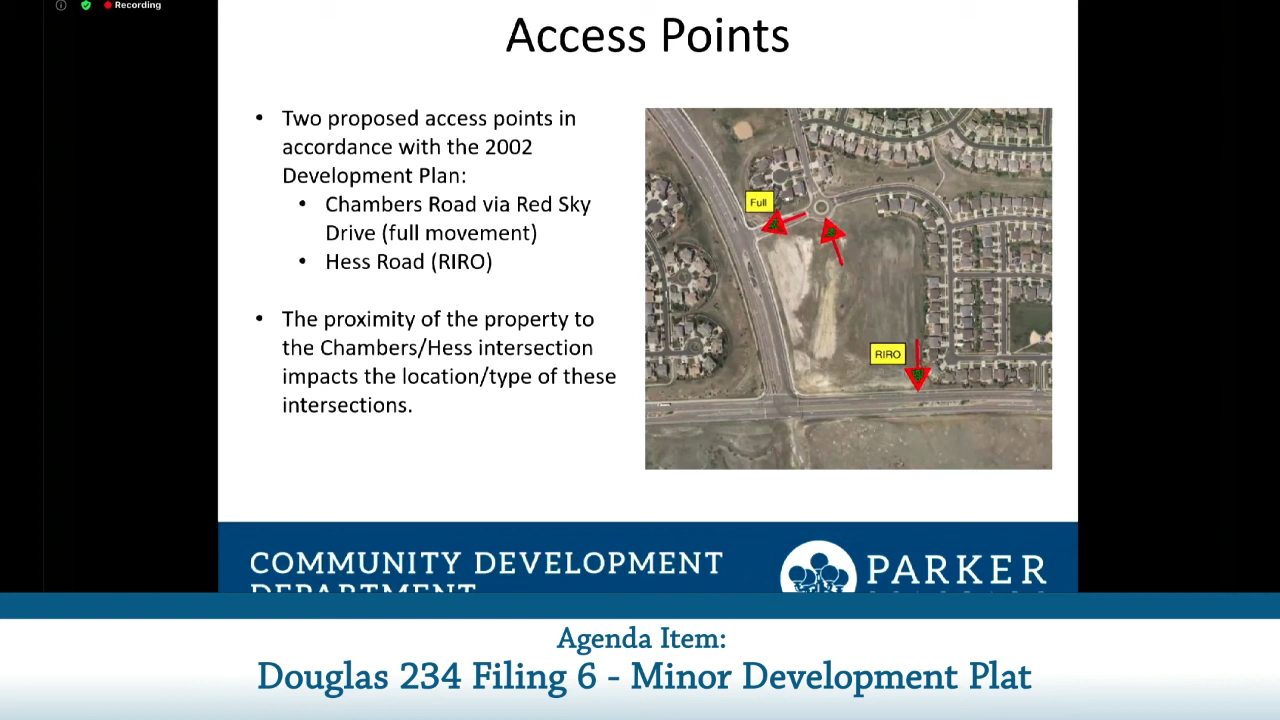 Recording
Access Points
• Two proposed access points in
accordance with the 2002
Development Plan:
• Chambers Road via Red Sky
Drive (full movement)
• Hess Road (RIRO)
• The proximity of the property to
the Chambers/Hess intersection
impacts the location/type of these
intersections.
Full
RIRO
COMMUNITY DEVELOPMENT
DEPARTMENT
PARKER
Agenda Item:
Douglas 234 Filing 6 - Minor Development Plat